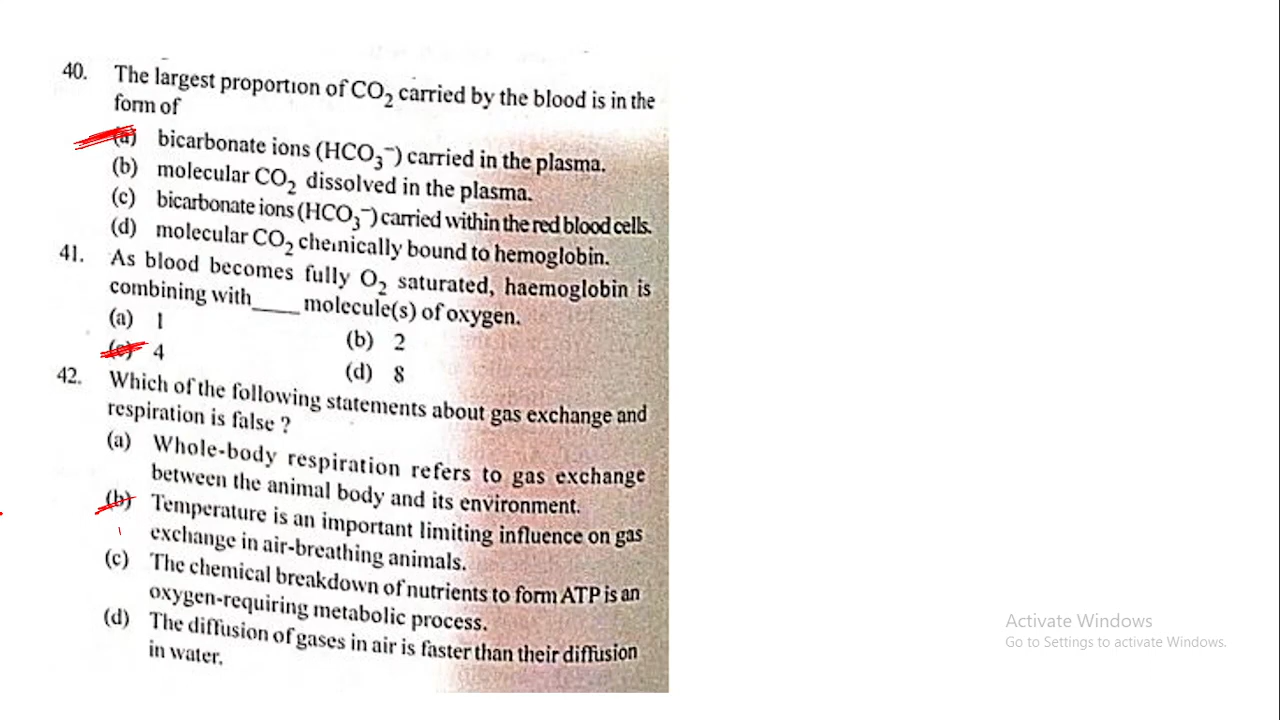 40. The largest proportion of CO₂ carried by the blood is in the
form of
(a) bicarbonate ions (HCO₃⁻) carried in the plasma.
(b) molecular CO₂ dissolved in the plasma.
(c) bicarbonate ions (HCO₃⁻) carried within the red blood cells.
(d) molecular CO₂ chemically bound to hemoglobin.
41. As blood becomes fully O₂ saturated, haemoglobin is
combining with____ molecule(s) of oxygen.
(a) 1
(b) 2
(c) 4
(d) 8
42. Which of the following statements about gas exchange and
respiration is false ?
(a) Whole-body respiration refers to gas exchange
between the animal body and its environment.
(b) Temperature is an important limiting influence on gas
exchange in air-breathing animals.
(c) The chemical breakdown of nutrients to form ATP is an
oxygen-requiring metabolic process.
(d) The diffusion of gases in air is faster than their diffusion
in water.
Activate Windows
Go to Settings to activate Windows.